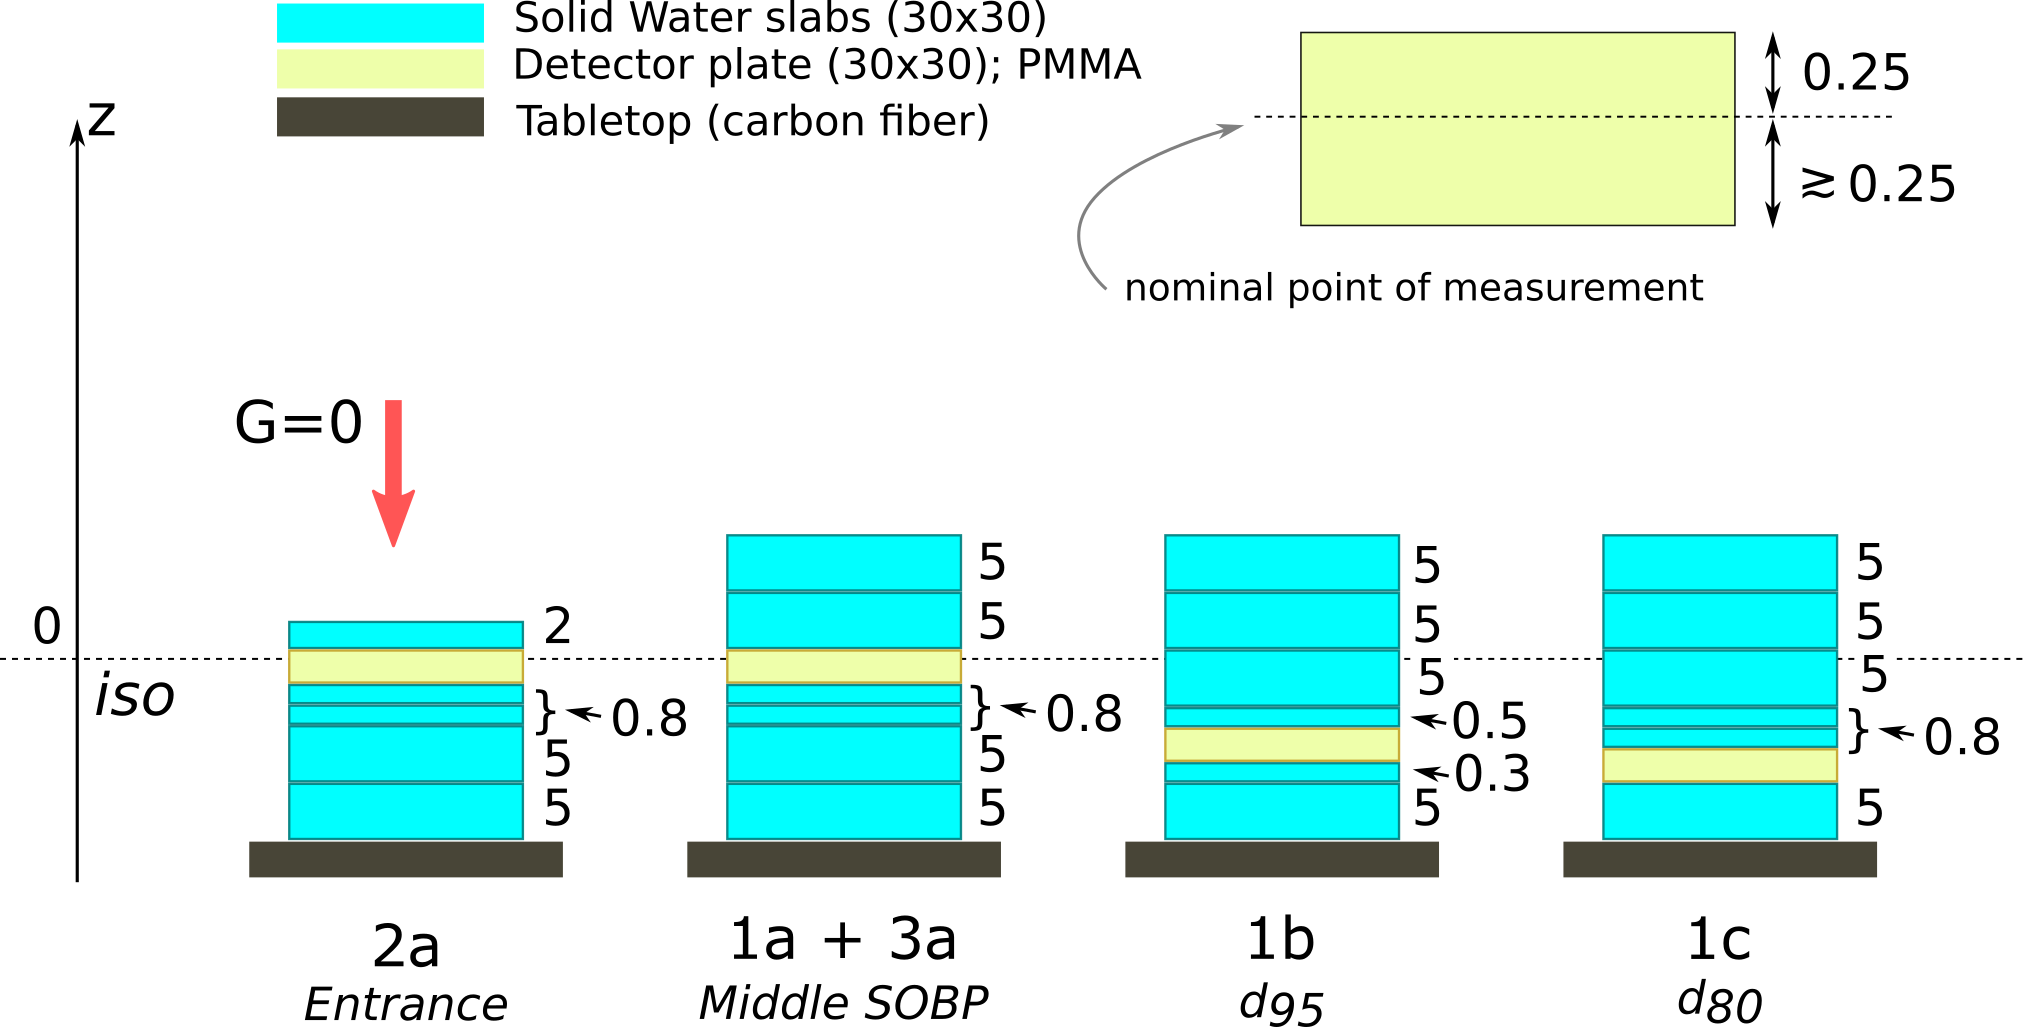 Solid Water slabs (30x30)
Detector plate (30x30); PMMA
Tabletop (carbon fiber)
z
0.25
≳ 0.25
nominal point of measurement
G=0
0
iso
2
} 0.8
5
5
5
5
} 0.8
5
5
5
5
5
0.5
0.3
5
5
5
5
} 0.8
5
2a
Entrance
1a + 3a
Middle SOBP
1b
d95
1c
d80